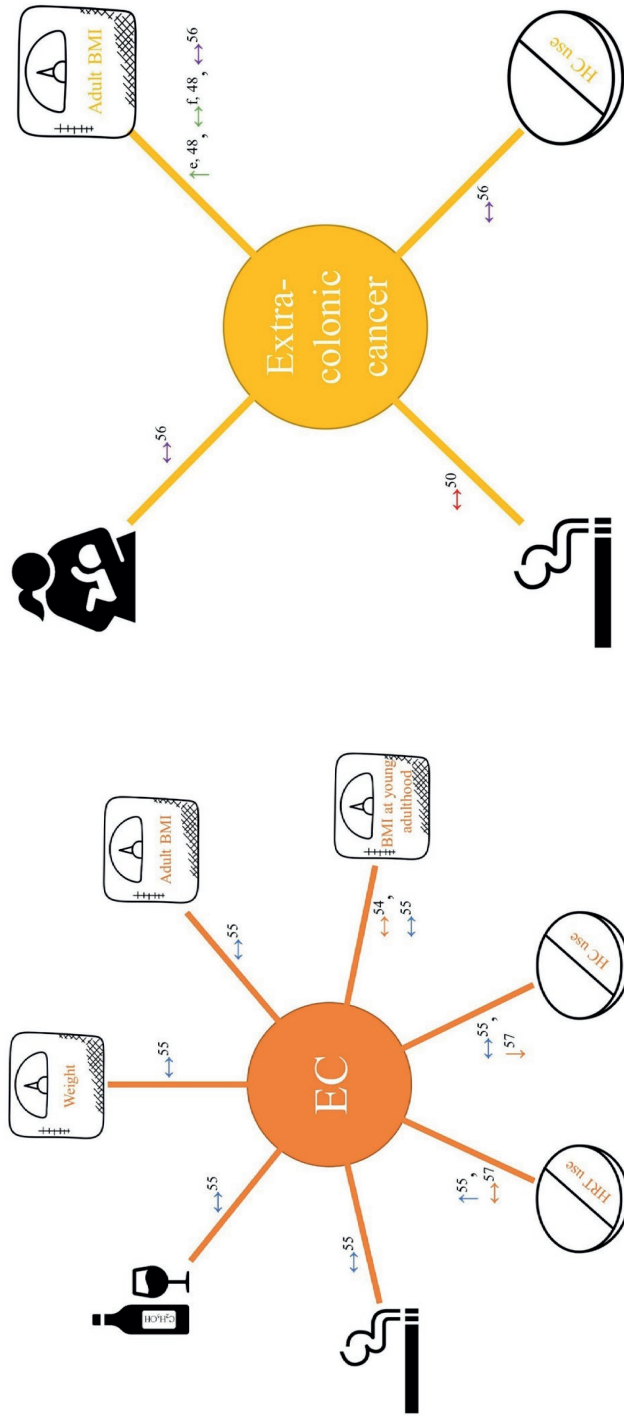 Weight
↔55
C₂H₅OH
↔55
Adult BMI
↔55
EC
↔55
↔54,
↔55
BMI at young
adulthood
↑55,
↔57
HRT use
↔55,
↓57
HC use
↔56
Adult BMI
↑e, 48, ↔f, 48, ↔56
Extra-
colonic
cancer
↔50
↔56
HC use